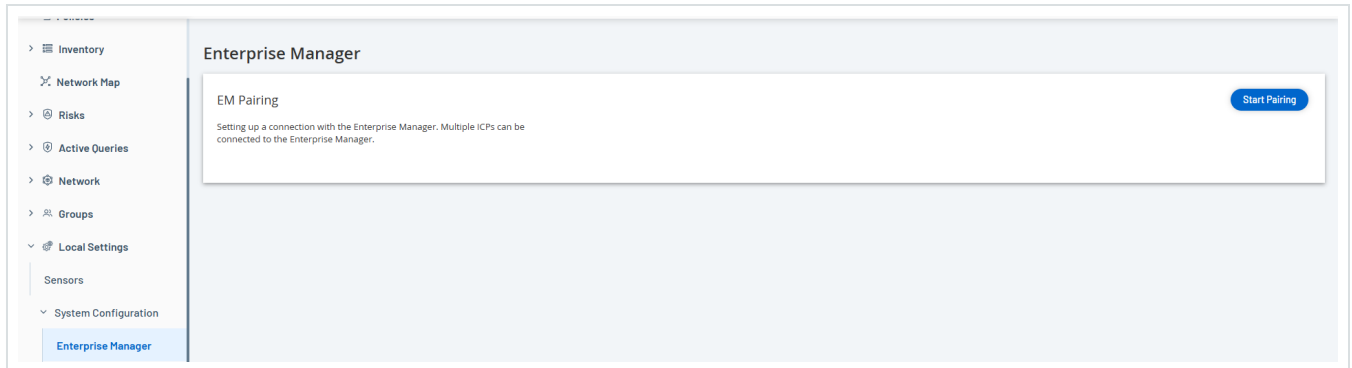 Policies
Inventory
Network Map
Risks
Active Queries
Network
Groups
Local Settings
Sensors
System Configuration
Enterprise Manager
Enterprise Manager
EM Pairing
Start Pairing
Setting up a connection with the Enterprise Manager. Multiple ICPs can be
connected to the Enterprise Manager.